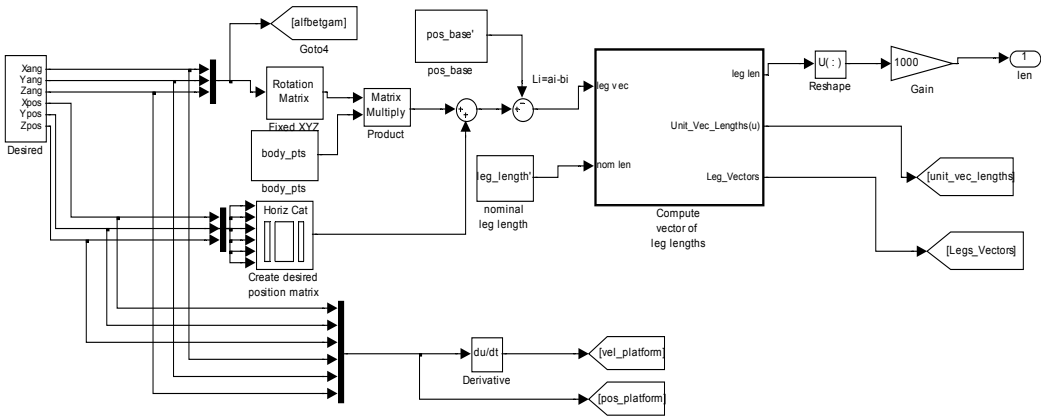 [alfbetgam]
Goto4
pos_base'
pos_base
Xang
Yang
Zang
Xpos
Ypos
Zpos
Desired
Rotation
Matrix
Fixed XYZ
Matrix
Multiply
Product
body_pts
body_pts
Li=ai-bi
leg vec
nom len
leg len
Unit_Vec_Lengths(u)
Leg_Vectors
Compute
vector of
leg lengths
leg_length'
nominal
leg length
U( : )
Reshape
1000
Gain
1
len
[unit_vec_lengths]
[Legs_Vectors]
Horiz Cat
Create desired
position matrix
du/dt
Derivative
[vel_platform]
[pos_platform]